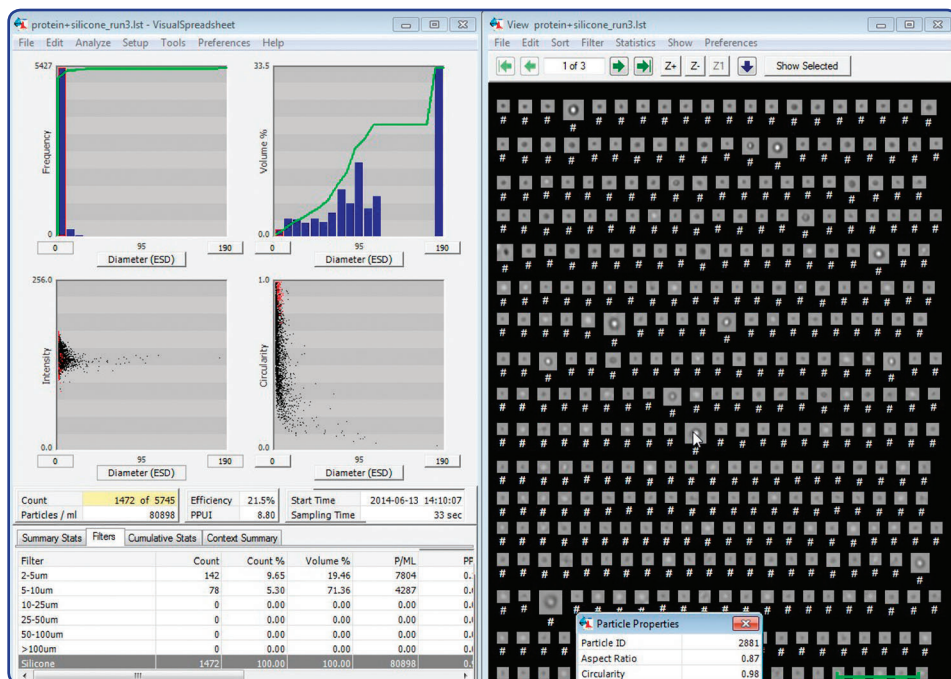 protein+silicone_run3.lst - VisualSpreadsheet
File Edit Analyze Setup Tools Preferences Help
5427
Frequency
0
0 95 190
Diameter (ESD)
33.5
Volume %
0.0
0 95 190
Diameter (ESD)
256.0
Intensity
0.0
0 95 190
Diameter (ESD)
1.0
Circularity
0.0
0 95 190
Diameter (ESD)
Count 1472 of 5745 Efficiency 21.5% Start Time 2014-06-13 14:10:07
Particles / ml 80898 PPUI 8.80 Sampling Time 33 sec
Summary Stats Filters Cumulative Stats Context Summary
Filter Count Count % Volume % P/ML
2-5um 142 9.65 19.46 7804
5-10um 78 5.30 71.36 4287
10-25um 0 0.00 0.00 0
25-50um 0 0.00 0.00 0
50-100um 0 0.00 0.00 0
>100um 0 0.00 0.00 0
Silicone 1472 100.00 100.00 80898
View protein+silicone_run3.lst
File Edit Sort Filter Statistics Show Preferences
1 of 3 Z+ Z- Z1 Show Selected
Particle Properties
Particle ID 2881
Aspect Ratio 0.87
Circularity 0.98